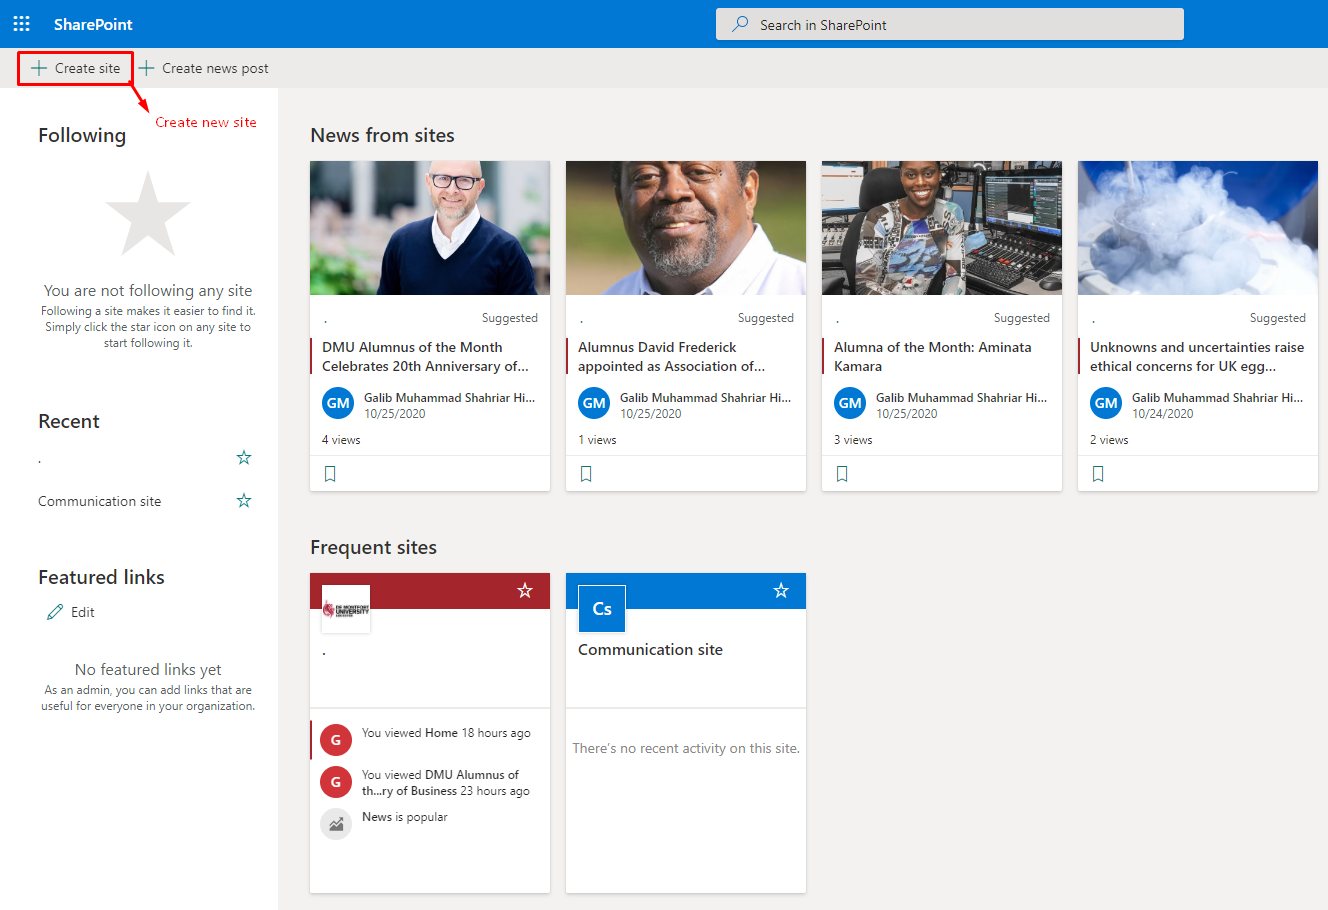 SharePoint
Search in SharePoint
Create site
Create news post
Create new site
Following
You are not following any site
Following a site makes it easier to find it.
Simply click the star icon on any site to
start following it.
Recent
.
Communication site
Featured links
Edit
No featured links yet
As an admin, you can add links that are
useful for everyone in your organization.
News from sites
. Suggested
DMU Alumnus of the Month
Celebrates 20th Anniversary of...
GM
Galib Muhammad Shahriar Hi...
10/25/2020
4 views
. Suggested
Alumnus David Frederick
appointed as Association of...
GM
Galib Muhammad Shahriar Hi...
10/25/2020
1 views
. Suggested
Alumna of the Month: Aminata
Kamara
GM
Galib Muhammad Shahriar Hi...
10/25/2020
3 views
. Suggested
Unknowns and uncertainties raise
ethical concerns for UK egg...
GM
Galib Muhammad Shahriar Hi...
10/24/2020
2 views
Frequent sites
DE MONTFORT
UNIVERSITY
.
G
You viewed Home 18 hours ago
G
You viewed DMU Alumnus of
th...ry of Business 23 hours ago
News is popular
Cs
Communication site
There's no recent activity on this site.